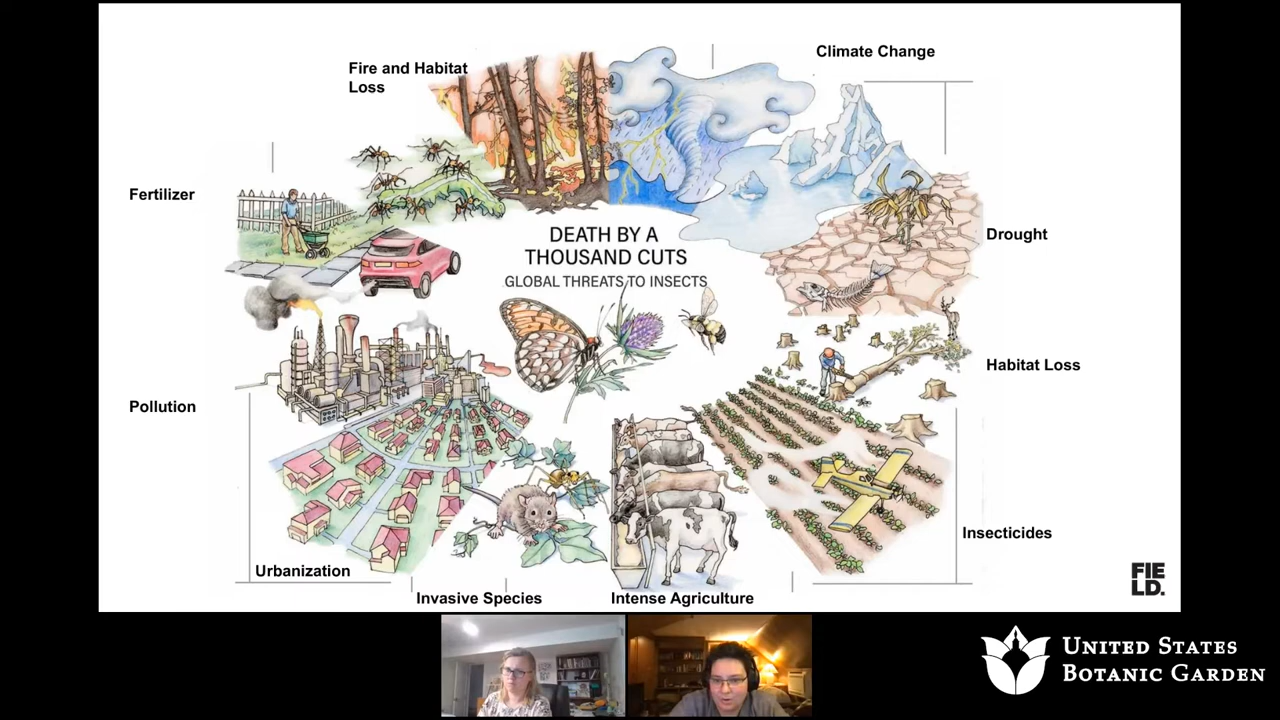 Climate Change
Fire and Habitat
Loss
Fertilizer
DEATH BY A
THOUSAND CUTS
GLOBAL THREATS TO INSECTS
Drought
Habitat Loss
Pollution
Insecticides
Urbanization
Invasive Species
Intense Agriculture
FIE
LD.
UNITED STATES
BOTANIC GARDEN